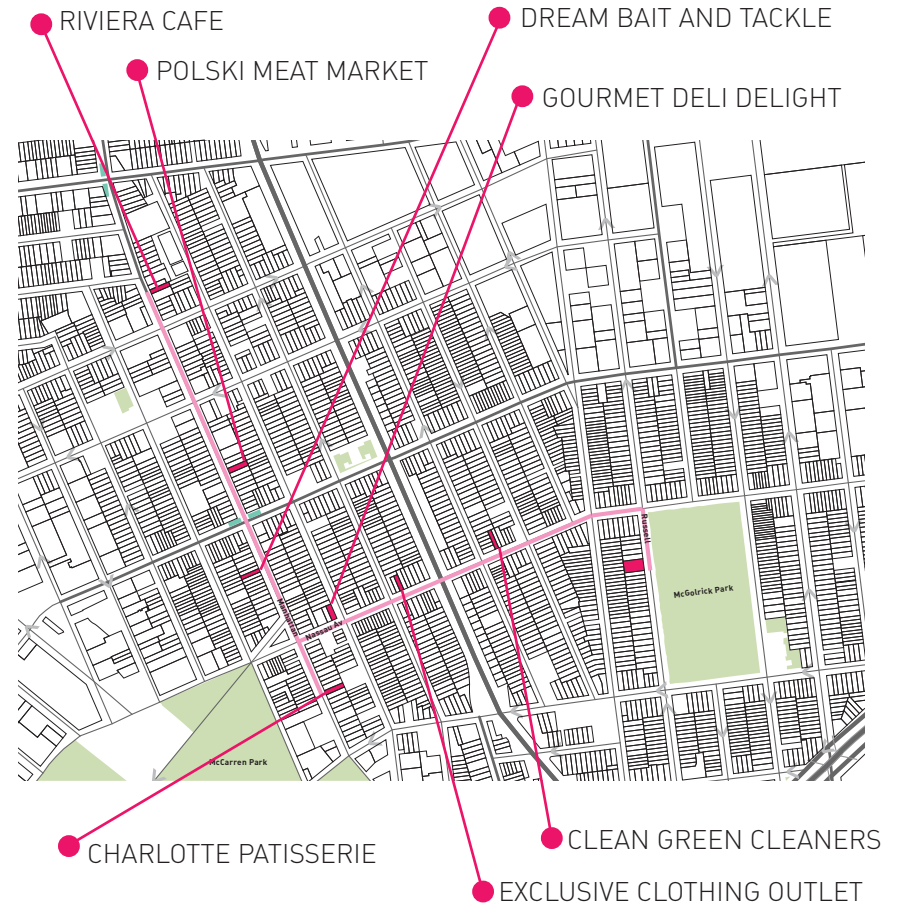 RIVIERA CAFE
DREAM BAIT AND TACKLE
POLSKI MEAT MARKET
GOURMET DELI DELIGHT
Russell
McGolrick Park
Manhattan
Nassau Av
McCarren Park
CLEAN GREEN CLEANERS
CHARLOTTE PATISSERIE
EXCLUSIVE CLOTHING OUTLET